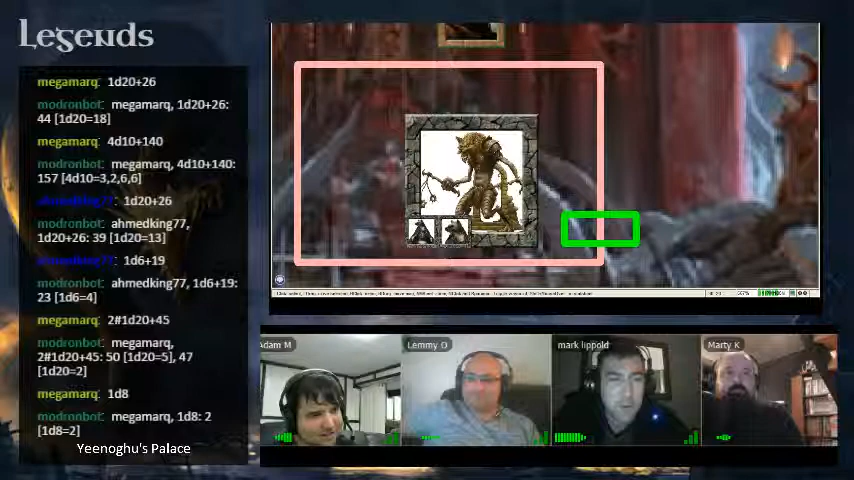 Legends
megamarq: 1d20+26
modronbot: megamarq, 1d20+26:
44 [1d20=18]
megamarq: 4d10+140
modronbot: megamarq, 4d10+140:
157 [4d10=3,2,6,6]
ahmedking77: 1d20+26
modronbot: ahmedking77,
1d20+26: 39 [1d20=13]
ahmedking77: 1d6+19
modronbot: ahmedking77, 1d6+19:
23 [1d6=4]
megamarq: 2#1d20+45
modronbot: megamarq,
2#1d20+45: 50 [1d20=5], 47
[1d20=2]
megamarq: 1d8
modronbot: megamarq, 1d8: 2
[1d8=2]
Yeenoghu's Palace
Adam M
Lemmy O
mark lippold
Marty K